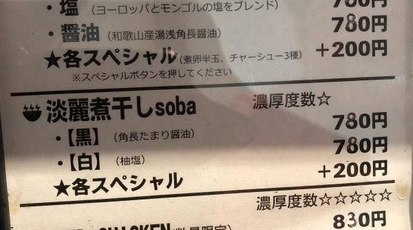 ・塩 (ヨーロッパとモンゴルの塩をブレンド) 780円
・醤油 (和歌山産湯浅角長醤油) 780円
★各スペシャル(煮卵半玉、チャーシュー3種) +200円
※スペシャルボタンを押してください
淡麗煮干しsoba 濃厚度数☆
・【黒】 (角長たまり醤油) 780円
・【白】 (柚塩) 780円
★各スペシャル +200円
濃厚度数☆☆☆☆☆
830円